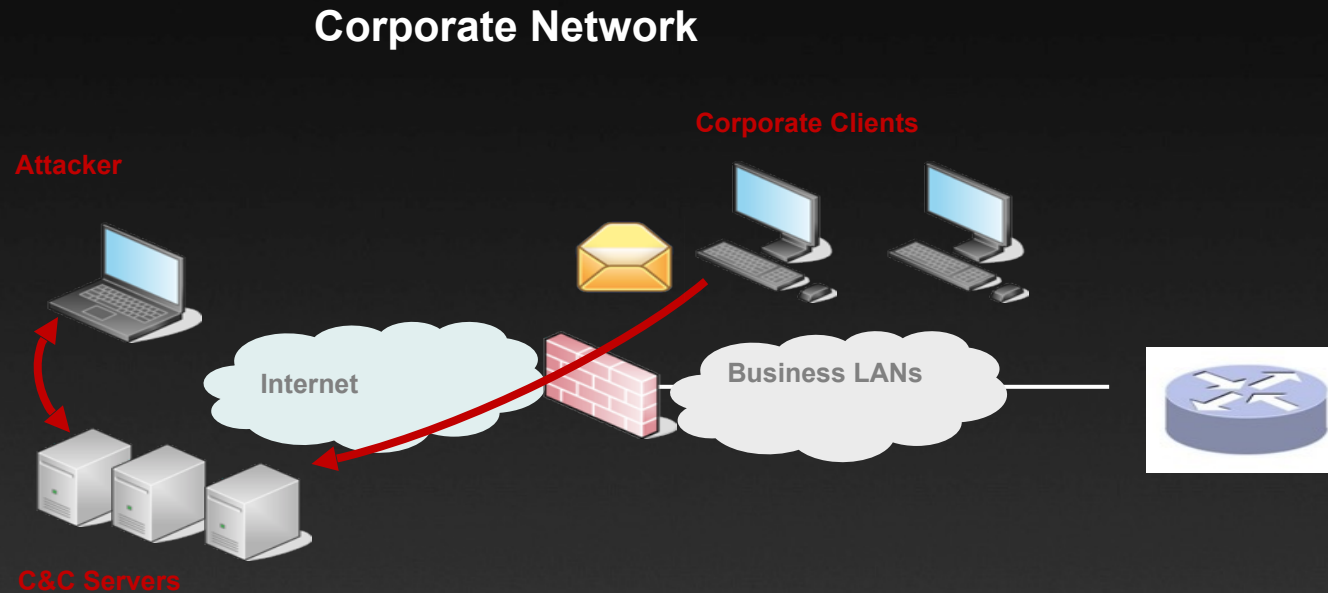 Corporate Network
Corporate Clients
Attacker
Internet
Business LANs
C&C Servers